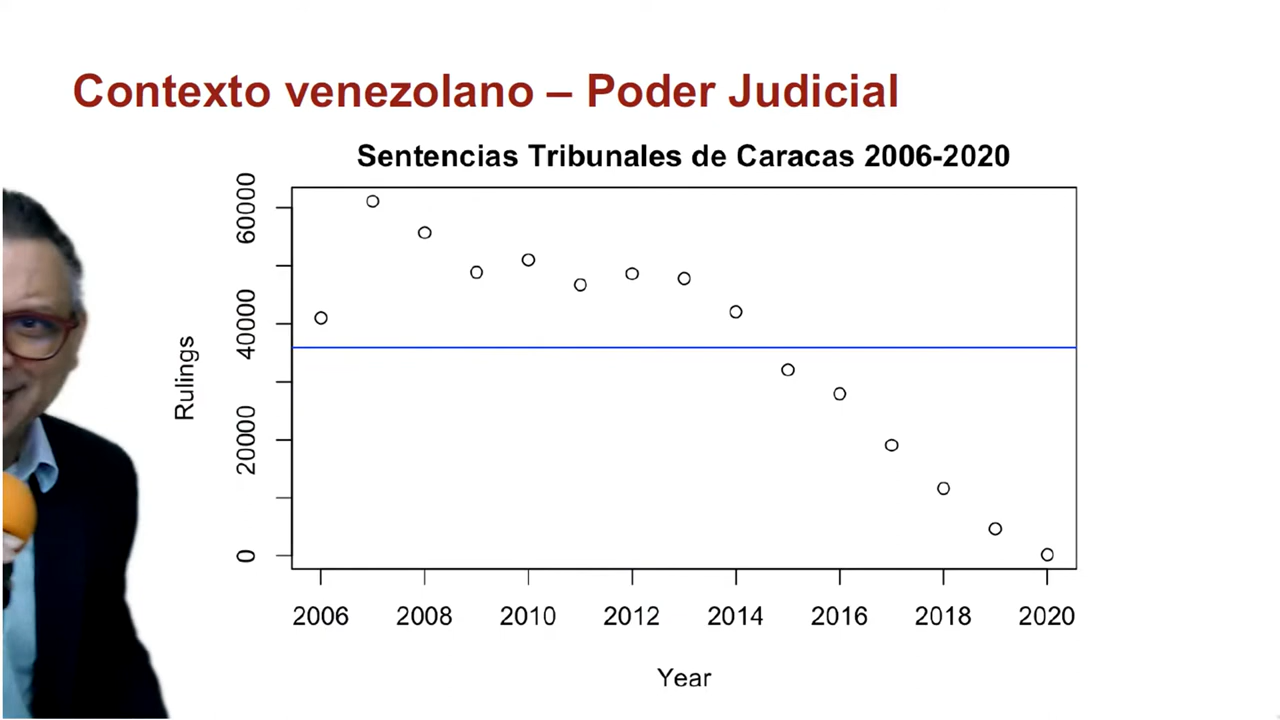 Contexto venezolano – Poder Judicial
Sentencias Tribunales de Caracas 2006-2020
60000
40000
20000
0
Rulings
2006 2008 2010 2012 2014 2016 2018 2020
Year